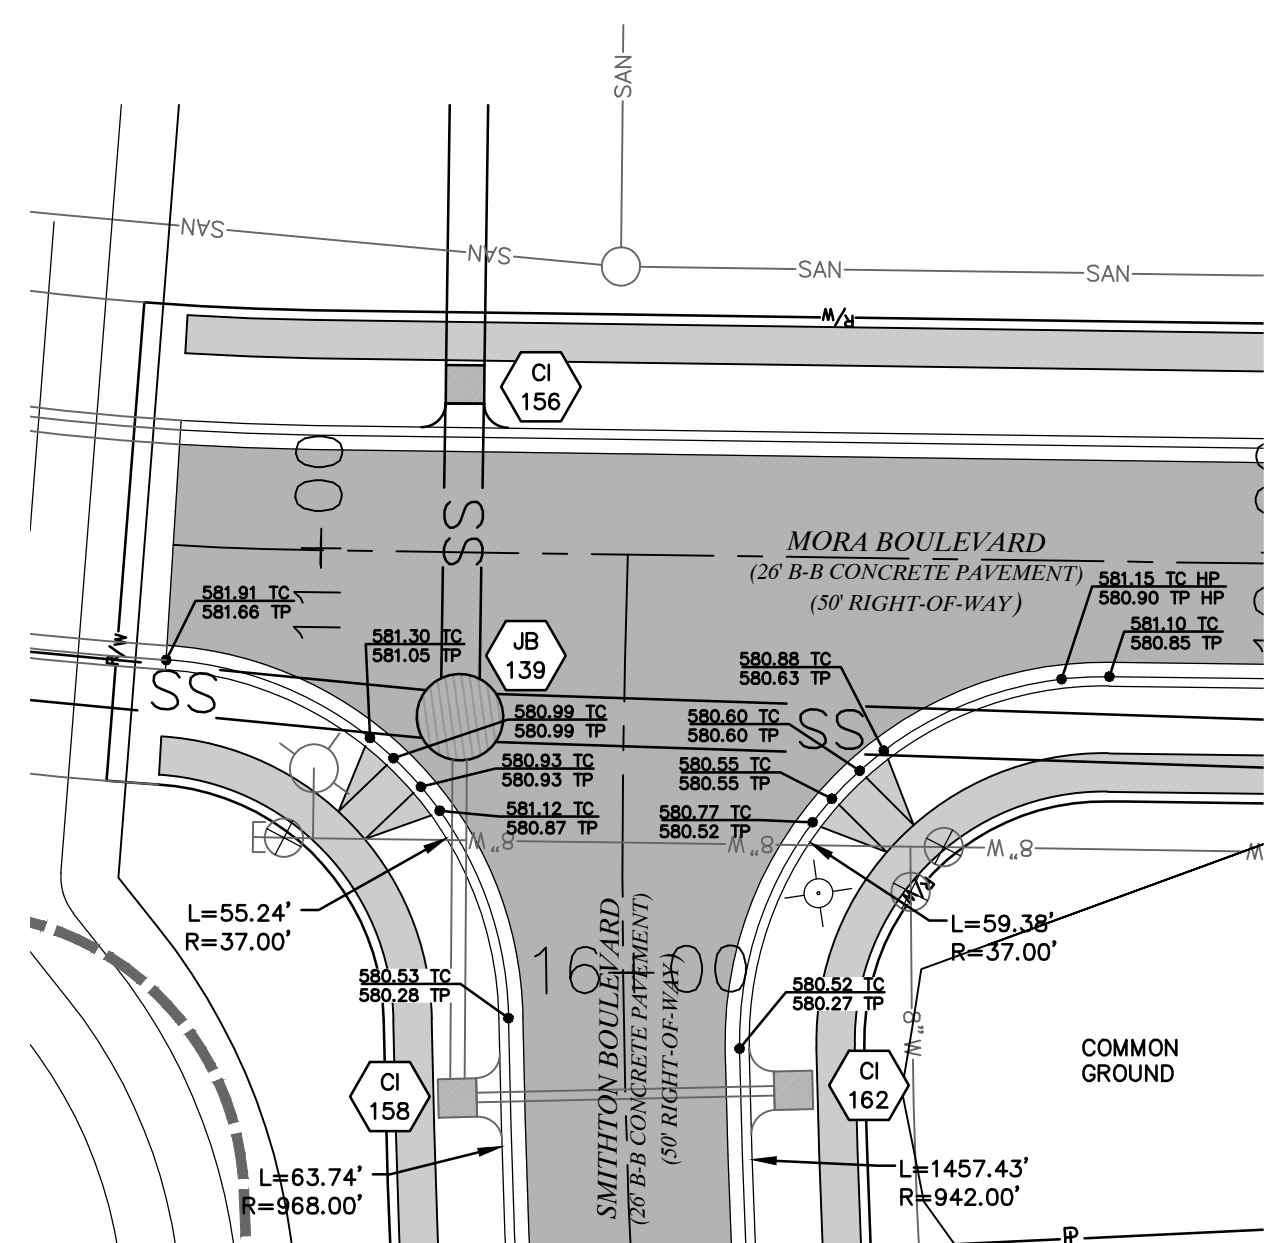 SAN
SAN
SAN
SAN
SAN
R/W
CI
156
10+00
11+00
SS
MORA BOULEVARD
(26' B-B CONCRETE PAVEMENT)
(50' RIGHT-OF-WAY)
581.15 TC HP
580.90 TP HP
581.91 TC
581.66 TP
581.10 TC
580.85 TP
R/W
581.30 TC
581.05 TP
JB
139
580.88 TC
580.63 TP
SS
580.99 TC
580.99 TP
580.60 TC
580.60 TP
SS
580.93 TC
580.93 TP
580.55 TC
580.55 TP
581.12 TC
580.87 TP
580.77 TC
580.52 TP
E
8"W
8"W
8"W
W
R/W
L=55.24'
R=37.00'
L=59.38'
R=37.00'
16+00
580.53 TC
580.28 TP
580.52 TC
580.27 TP
SMITHTON BOULEVARD
(26' B-B CONCRETE PAVEMENT)
(50' RIGHT-OF-WAY)
8"W
COMMON
GROUND
CI
158
CI
162
L=63.74'
R=968.00'
L=1457.43'
R=942.00'